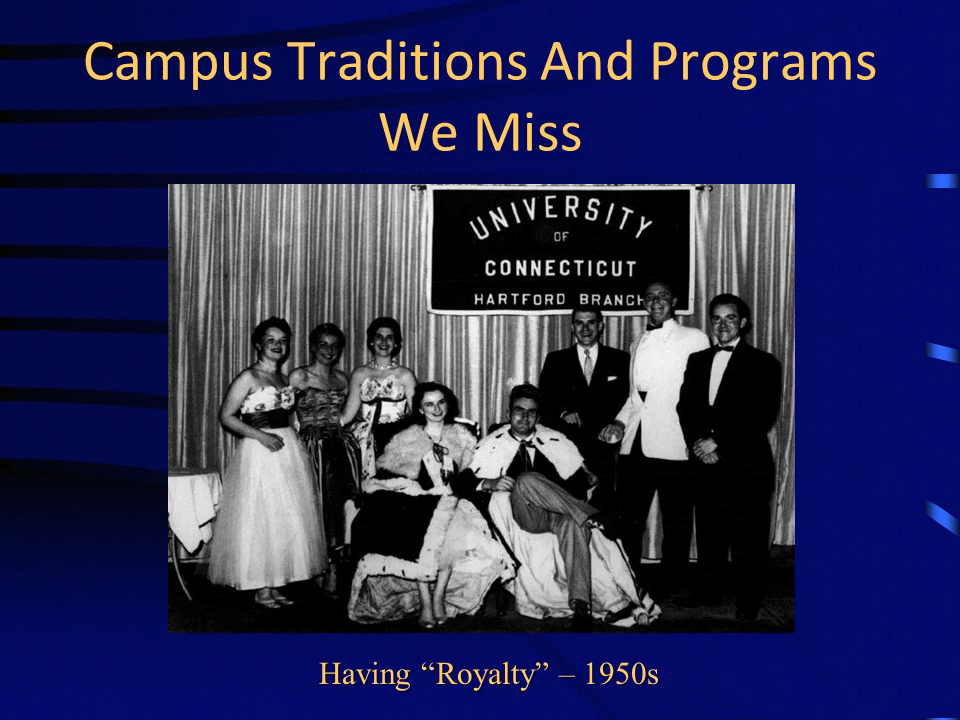 Campus Traditions And Programs
We Miss
UNIVERSITY
OF
CONNECTICUT
HARTFORD BRANCH
Having “Royalty” – 1950s